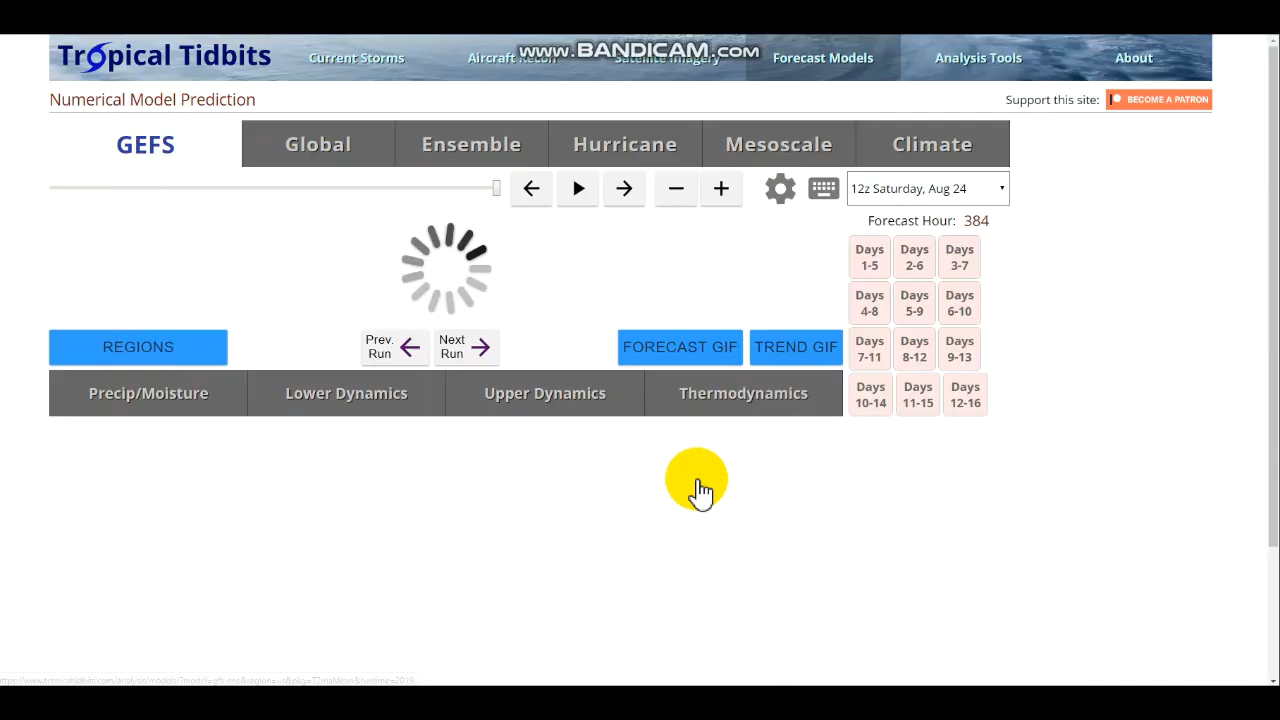 www.BANDICAM.com
Tropical Tidbits
Current Storms
Aircraft Recon
Satellite Imagery
Forecast Models
Analysis Tools
About
Numerical Model Prediction
Support this site:
BECOME A PATRON
GEFS
Global
Ensemble
Hurricane
Mesoscale
Climate
12z Saturday, Aug 24
Forecast Hour: 384
Days
1-5
Days
2-6
Days
3-7
Days
4-8
Days
5-9
Days
6-10
Days
7-11
Days
8-12
Days
9-13
Days
10-14
Days
11-15
Days
12-16
REGIONS
Prev.
Run
Next
Run
FORECAST GIF
TREND GIF
Precip/Moisture
Lower Dynamics
Upper Dynamics
Thermodynamics